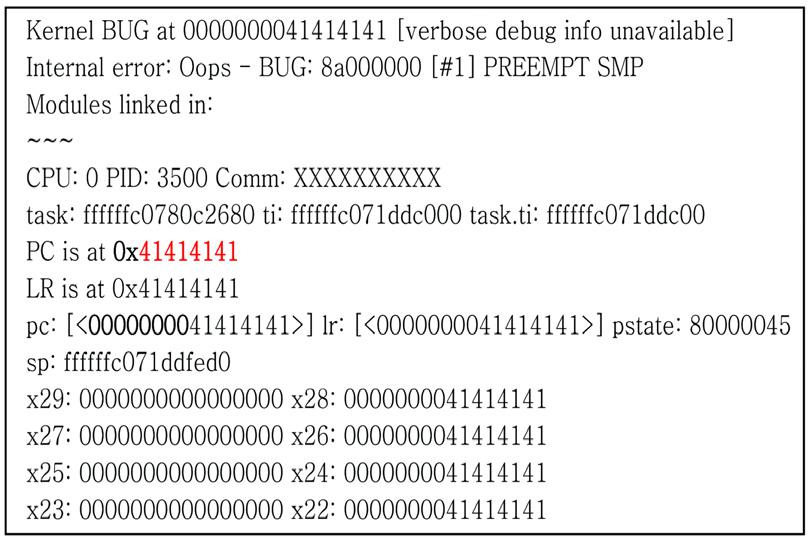 Kernel BUG at 0000000041414141 [verbose debug info unavailable]
Internal error: Oops - BUG: 8a000000 [#1] PREEMPT SMP
Modules linked in:
~~~
CPU: 0 PID: 3500 Comm: XXXXXXXXXX
task: ffffffc0780c2680 ti: ffffffc071ddc000 task.ti: ffffffc071ddc00
PC is at 0x41414141
LR is at 0x41414141
pc: [<0000000041414141>] lr: [<0000000041414141>] pstate: 80000045
sp: ffffffc071ddfed0
x29: 0000000000000000 x28: 0000000041414141
x27: 0000000000000000 x26: 0000000041414141
x25: 0000000000000000 x24: 0000000041414141
x23: 0000000000000000 x22: 0000000041414141